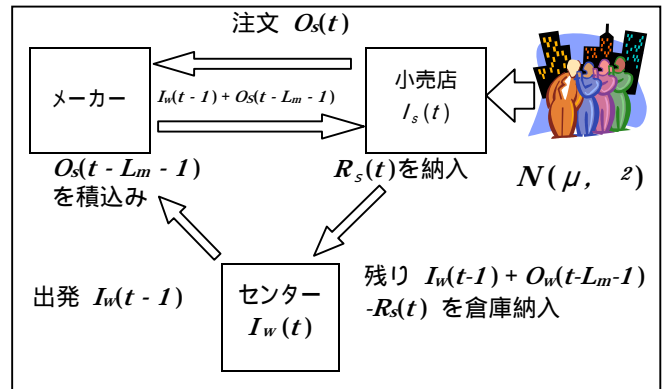 注文 Os(t)
メーカー
Iw(t - 1) + OS(t - Lm - 1)
小売店
Is(t)
Os(t - Lm - 1)
を積込み
Rs(t)を納入
N(μ, ²)
出発 Iw(t - 1)
センター
Iw(t)
残り Iw(t-1) + Ow(t-Lm-1)
-Rs(t) を倉庫納入